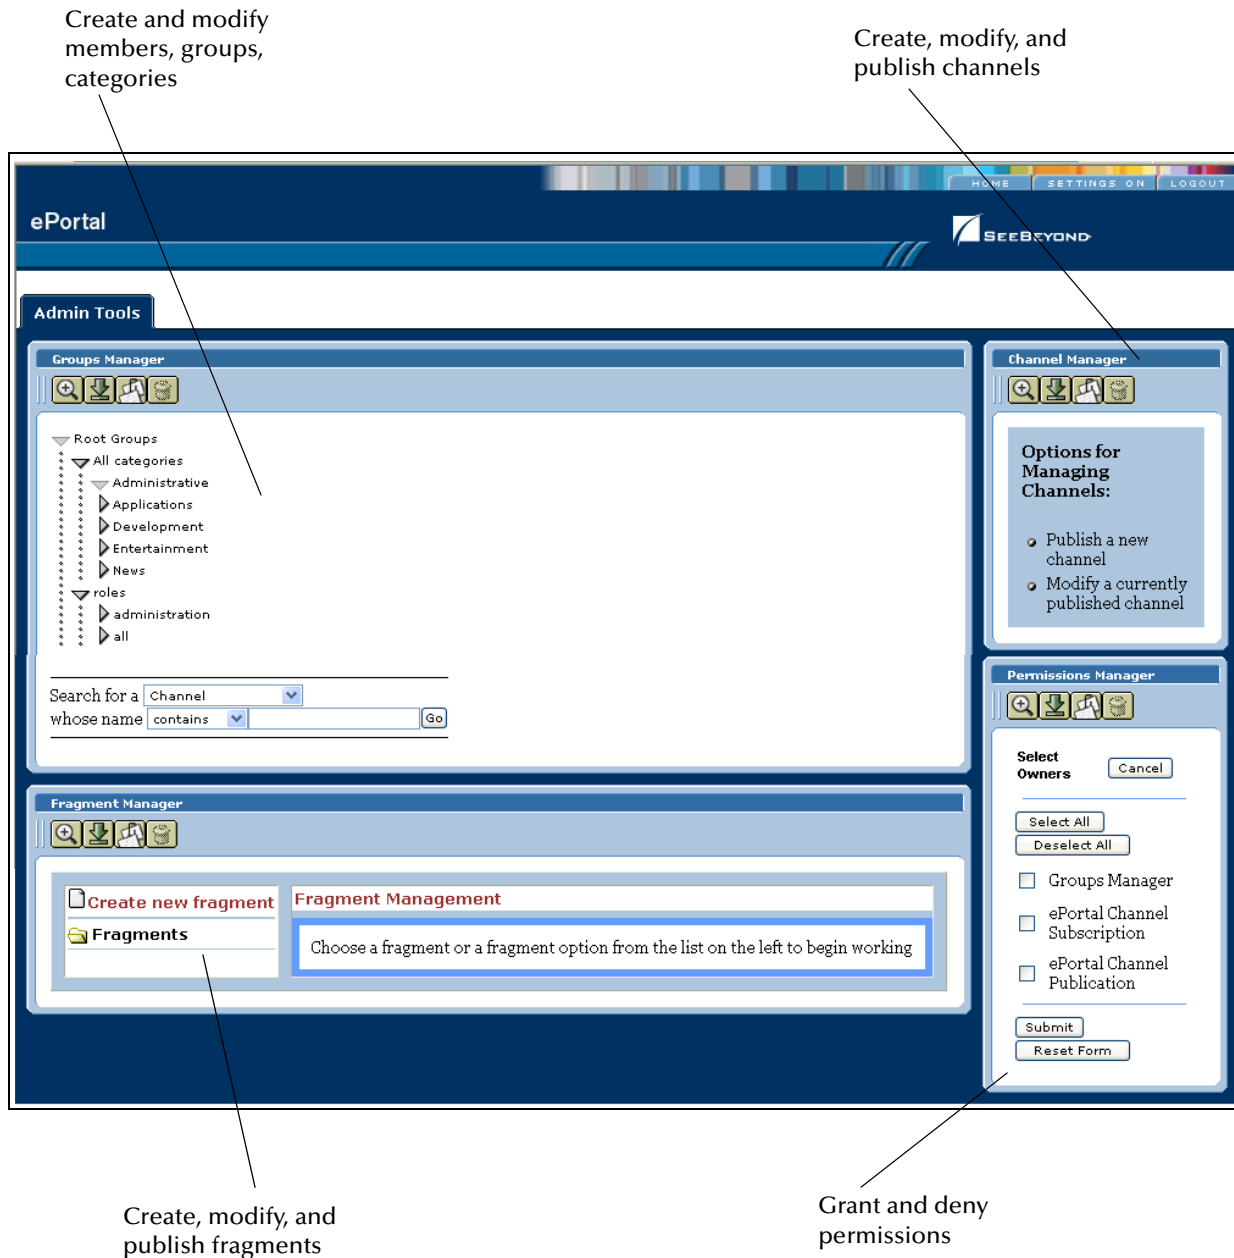 Create and modify
members, groups,
categories
Create, modify, and
publish channels
HOME
SETTINGS ON
LOGOUT
ePortal
SEEBEYOND
Admin Tools
Groups Manager
Root Groups
All categories
Administrative
Applications
Development
Entertainment
News
roles
administration
all
Search for a Channel
whose name contains Go
Channel Manager
Options for
Managing
Channels:
Publish a new
channel
Modify a currently
published channel
Fragment Manager
Create new fragment
Fragments
Fragment Management
Choose a fragment or a fragment option from the list on the left to begin working
Permissions Manager
Select
Owners
Cancel
Select All
Deselect All
Groups Manager
ePortal Channel
Subscription
ePortal Channel
Publication
Submit
Reset Form
Create, modify, and
publish fragments
Grant and deny
permissions